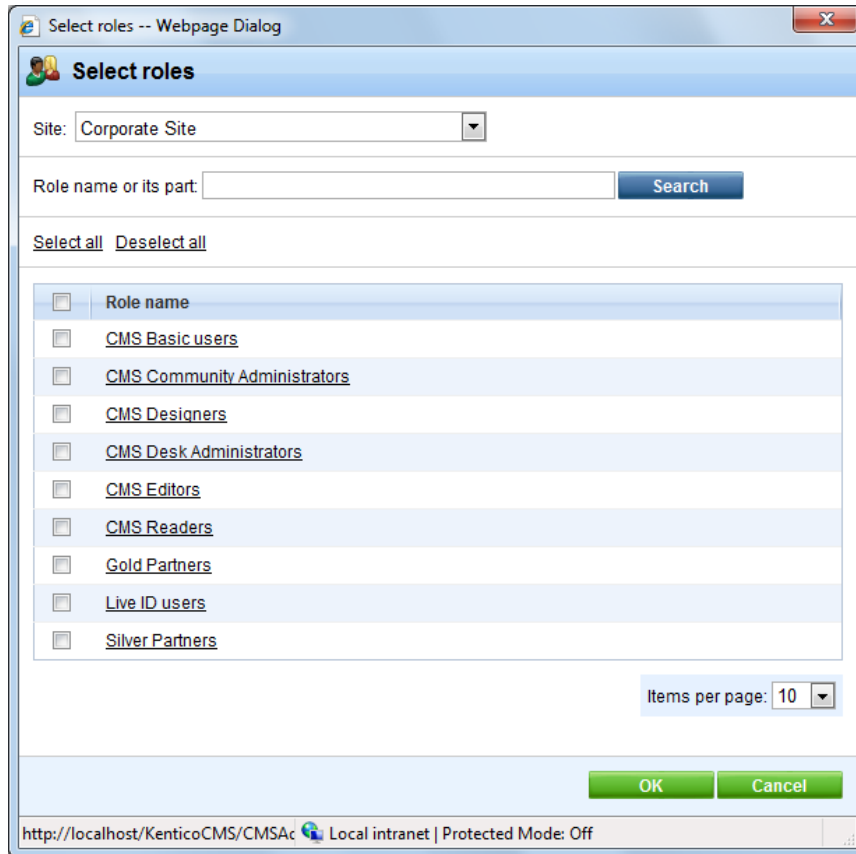 Select roles -- Webpage Dialog
Select roles
Site: Corporate Site
Role name or its part: Search
Select all Deselect all
Role name
CMS Basic users
CMS Community Administrators
CMS Designers
CMS Desk Administrators
CMS Editors
CMS Readers
Gold Partners
Live ID users
Silver Partners
Items per page: 10
OK Cancel
http://localhost/KenticoCMS/CMSAc Local intranet | Protected Mode: Off